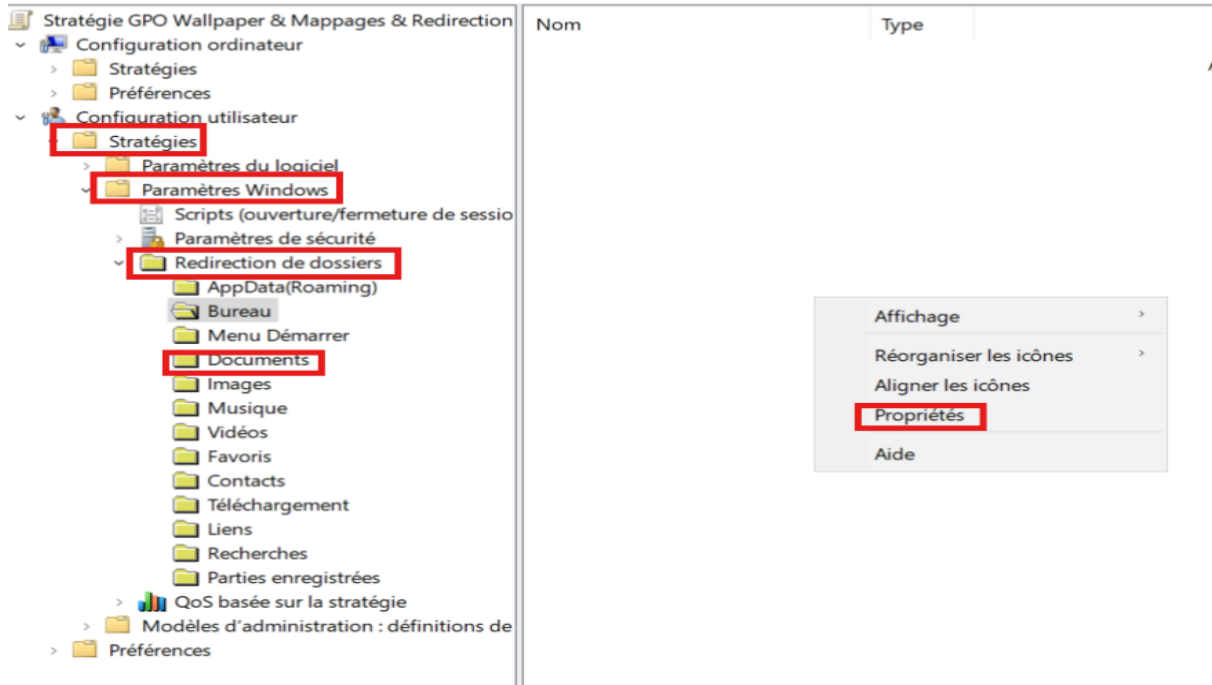 Stratégie GPO Wallpaper & Mappages & Redirection
Configuration ordinateur
Stratégies
Préférences
Configuration utilisateur
Stratégies
Paramètres du logiciel
Paramètres Windows
Scripts (ouverture/fermeture de sessio
Paramètres de sécurité
Redirection de dossiers
AppData(Roaming)
Bureau
Menu Démarrer
Documents
Images
Musique
Vidéos
Favoris
Contacts
Téléchargement
Liens
Recherches
Parties enregistrées
QoS basée sur la stratégie
Modèles d'administration : définitions de
Préférences
Nom Type
Affichage
Réorganiser les icônes
Aligner les icônes
Propriétés
Aide